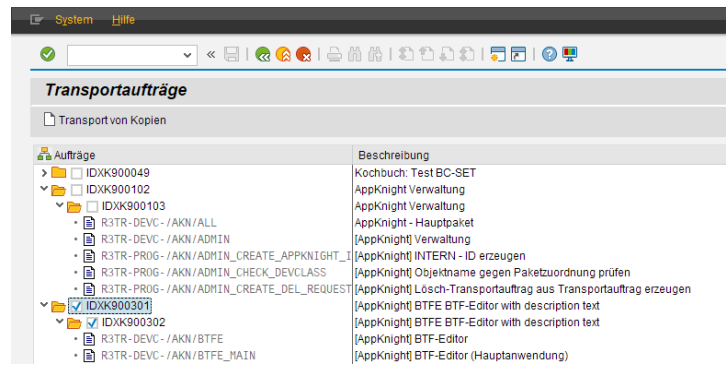 System Hilfe
Transportaufträge
Transport von Kopien
Aufträge Beschreibung
IDXK900049 Kochbuch: Test BC-SET
IDXK900102 AppKnight Verwaltung
IDXK900103 AppKnight Verwaltung
R3TR-DEVC-/AKN/ALL AppKnight - Hauptpaket
R3TR-DEVC-/AKN/ADMIN [AppKnight] Verwaltung
R3TR-PROG-/AKN/ADMIN_CREATE_APPKNIGHT_I [AppKnight] INTERN - ID erzeugen
R3TR-PROG-/AKN/ADMIN_CHECK_DEVCLASS [AppKnight] Objektname gegen Paketzuordnung prüfen
R3TR-PROG-/AKN/ADMIN_CREATE_DEL_REQUEST [AppKnight] Lösch-Transportauftrag aus Transportauftrag erzeugen
IDXK900301 [AppKnight] BTFE BTF-Editor with description text
IDXK900302 [AppKnight] BTFE BTF-Editor with description text
R3TR-DEVC-/AKN/BTFE [AppKnight] BTF-Editor
R3TR-DEVC-/AKN/BTFE_MAIN [AppKnight] BTF-Editor (Hauptanwendung)